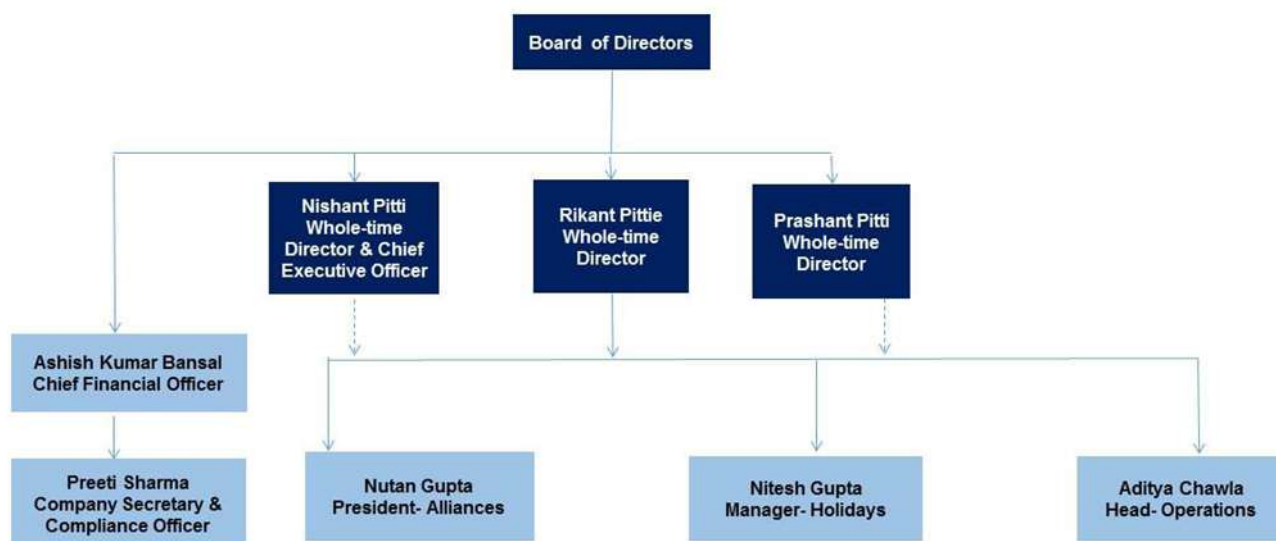 Board of Directors
Nishant Pitti
Whole-time
Director & Chief
Executive Officer
Rikant Pittie
Whole-time
Director
Prashant Pitti
Whole-time
Director
Ashish Kumar Bansal
Chief Financial Officer
Preeti Sharma
Company Secretary &
Compliance Officer
Nutan Gupta
President- Alliances
Nitesh Gupta
Manager- Holidays
Aditya Chawla
Head- Operations